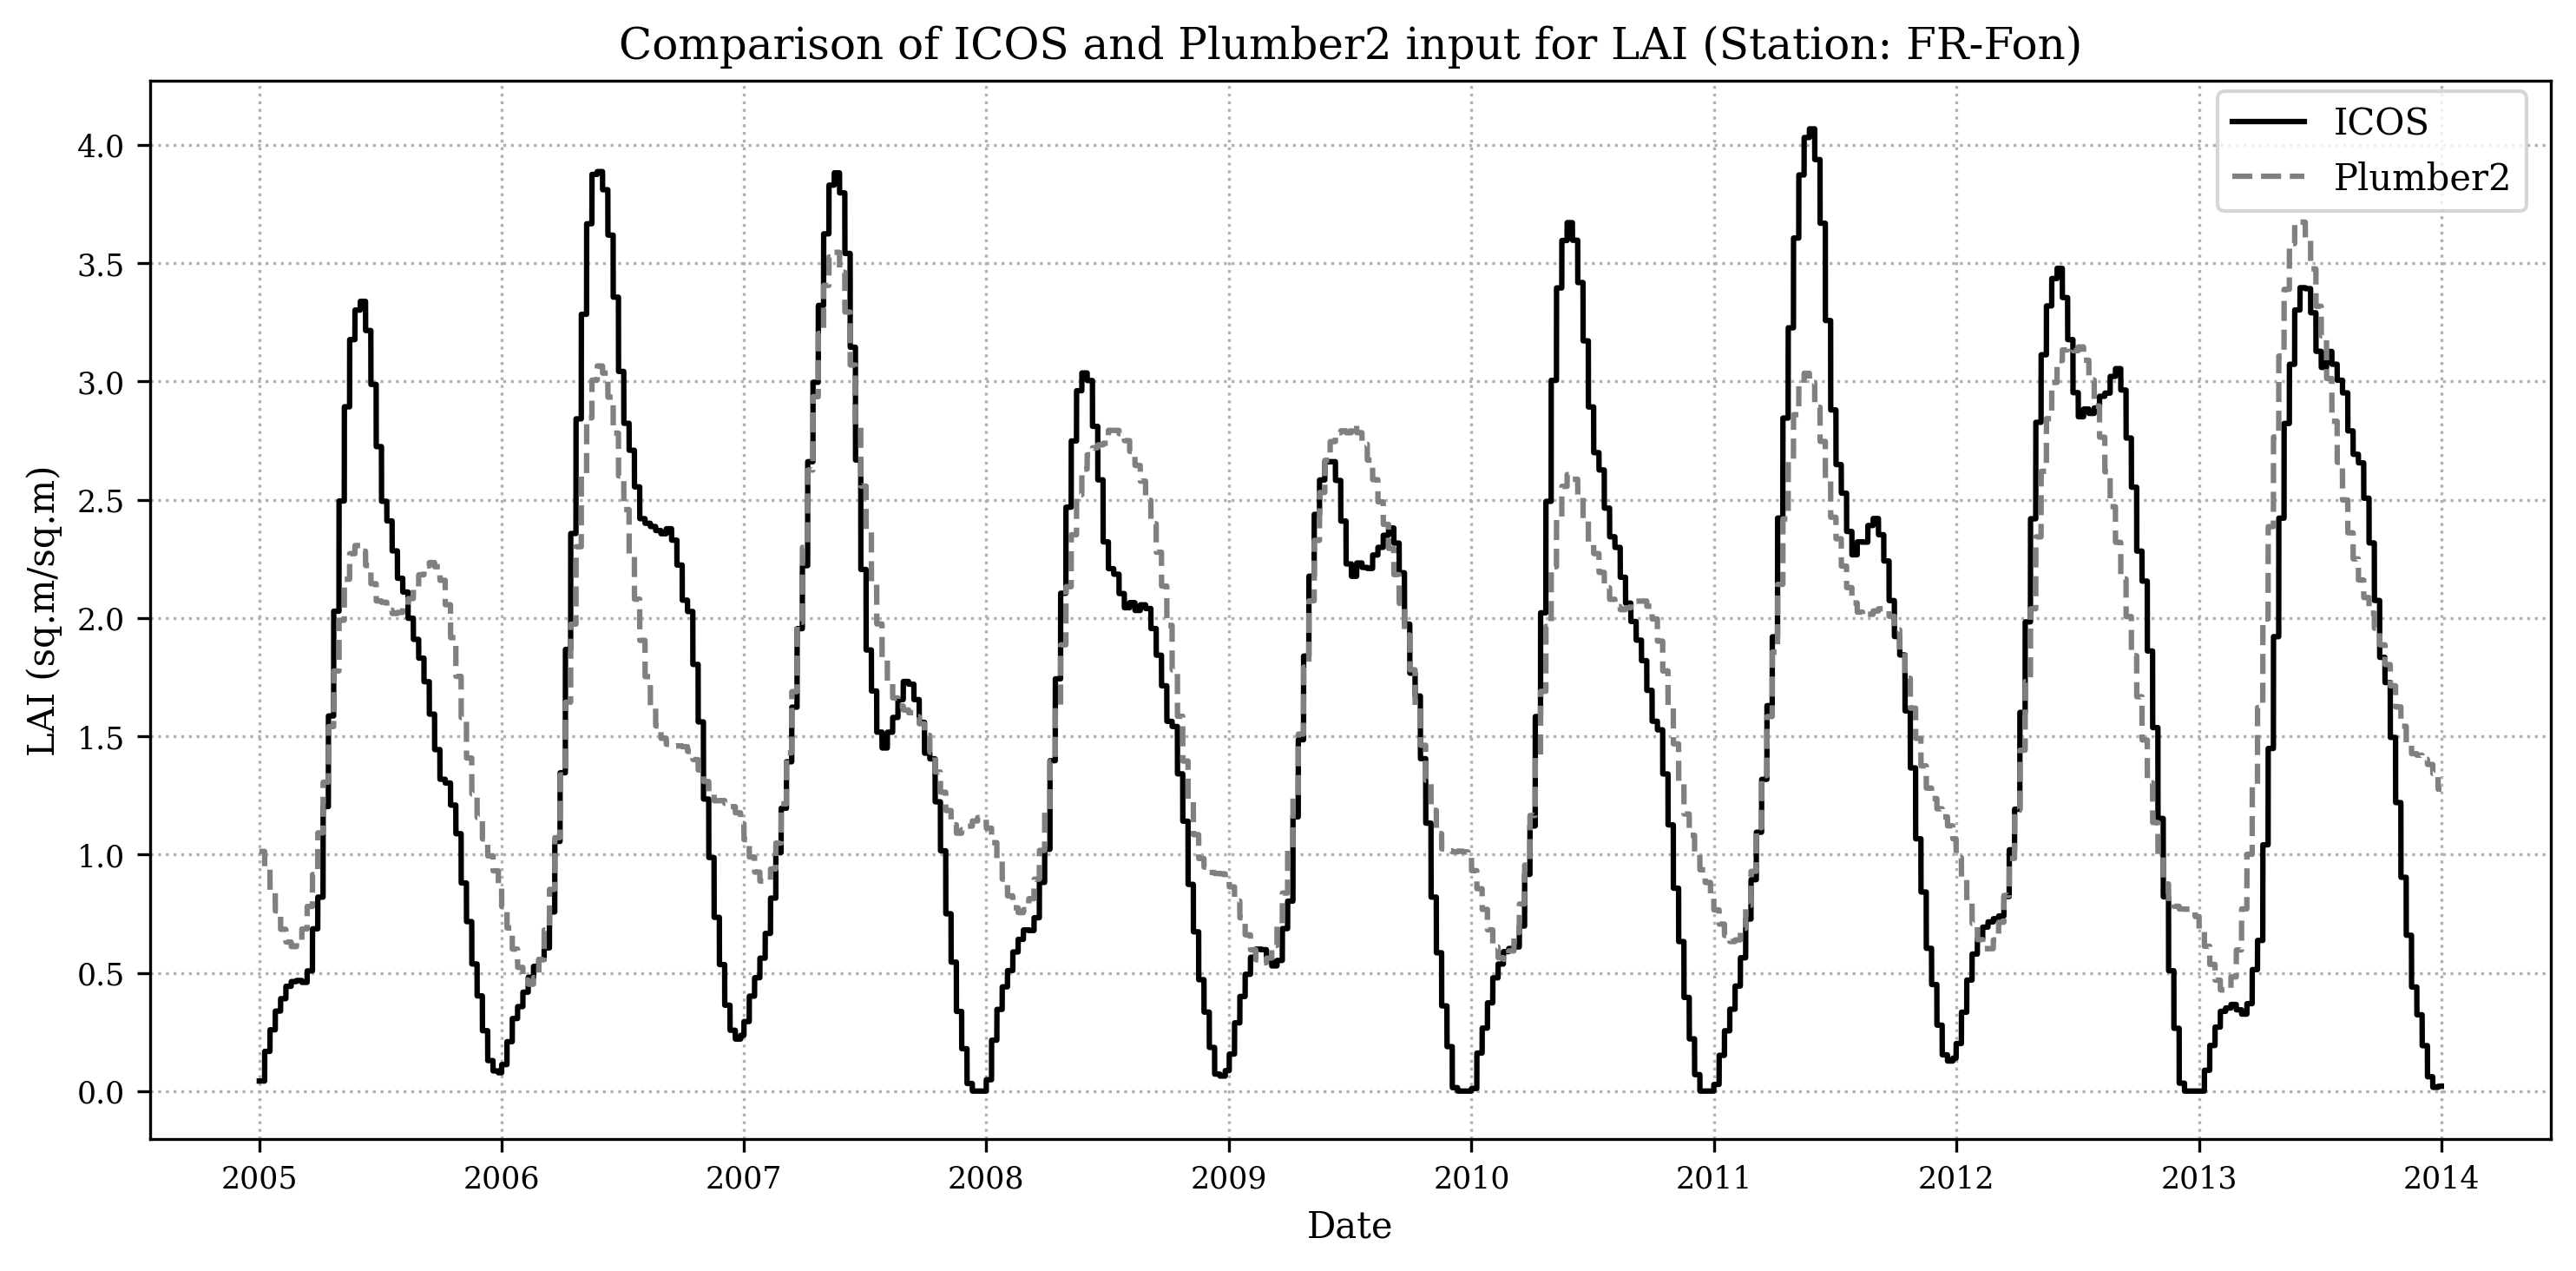 Comparison of ICOS and Plumber2 input for LAI (Station: FR-Fon)
ICOS
Plumber2
LAI (sq.m/sq.m)
4.0
3.5
3.0
2.5
2.0
1.5
1.0
0.5
0.0
2005 2006 2007 2008 2009 2010 2011 2012 2013 2014
Date